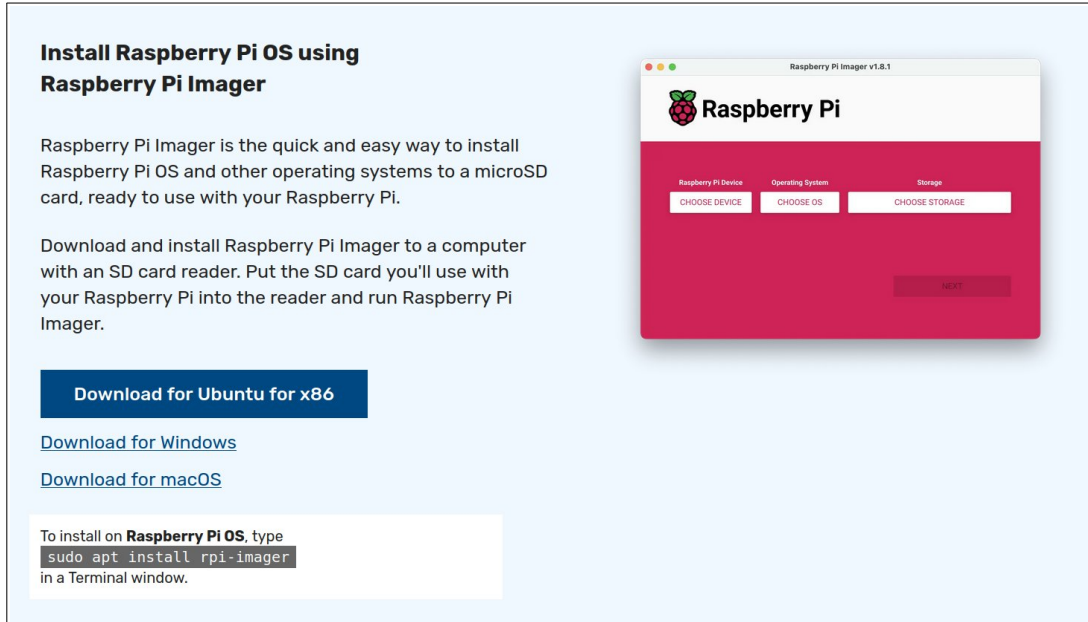 Install Raspberry Pi OS using
Raspberry Pi Imager
Raspberry Pi Imager is the quick and easy way to install
Raspberry Pi OS and other operating systems to a microSD
card, ready to use with your Raspberry Pi.
Download and install Raspberry Pi Imager to a computer
with an SD card reader. Put the SD card you'll use with
your Raspberry Pi into the reader and run Raspberry Pi
Imager.
Download for Ubuntu for x86
Download for Windows
Download for macOS
To install on Raspberry Pi OS, type
sudo apt install rpi-imager
in a Terminal window.
Raspberry Pi Imager v1.8.1
Raspberry Pi
Raspberry Pi Device Operating System Storage
CHOOSE DEVICE CHOOSE OS CHOOSE STORAGE
NEXT